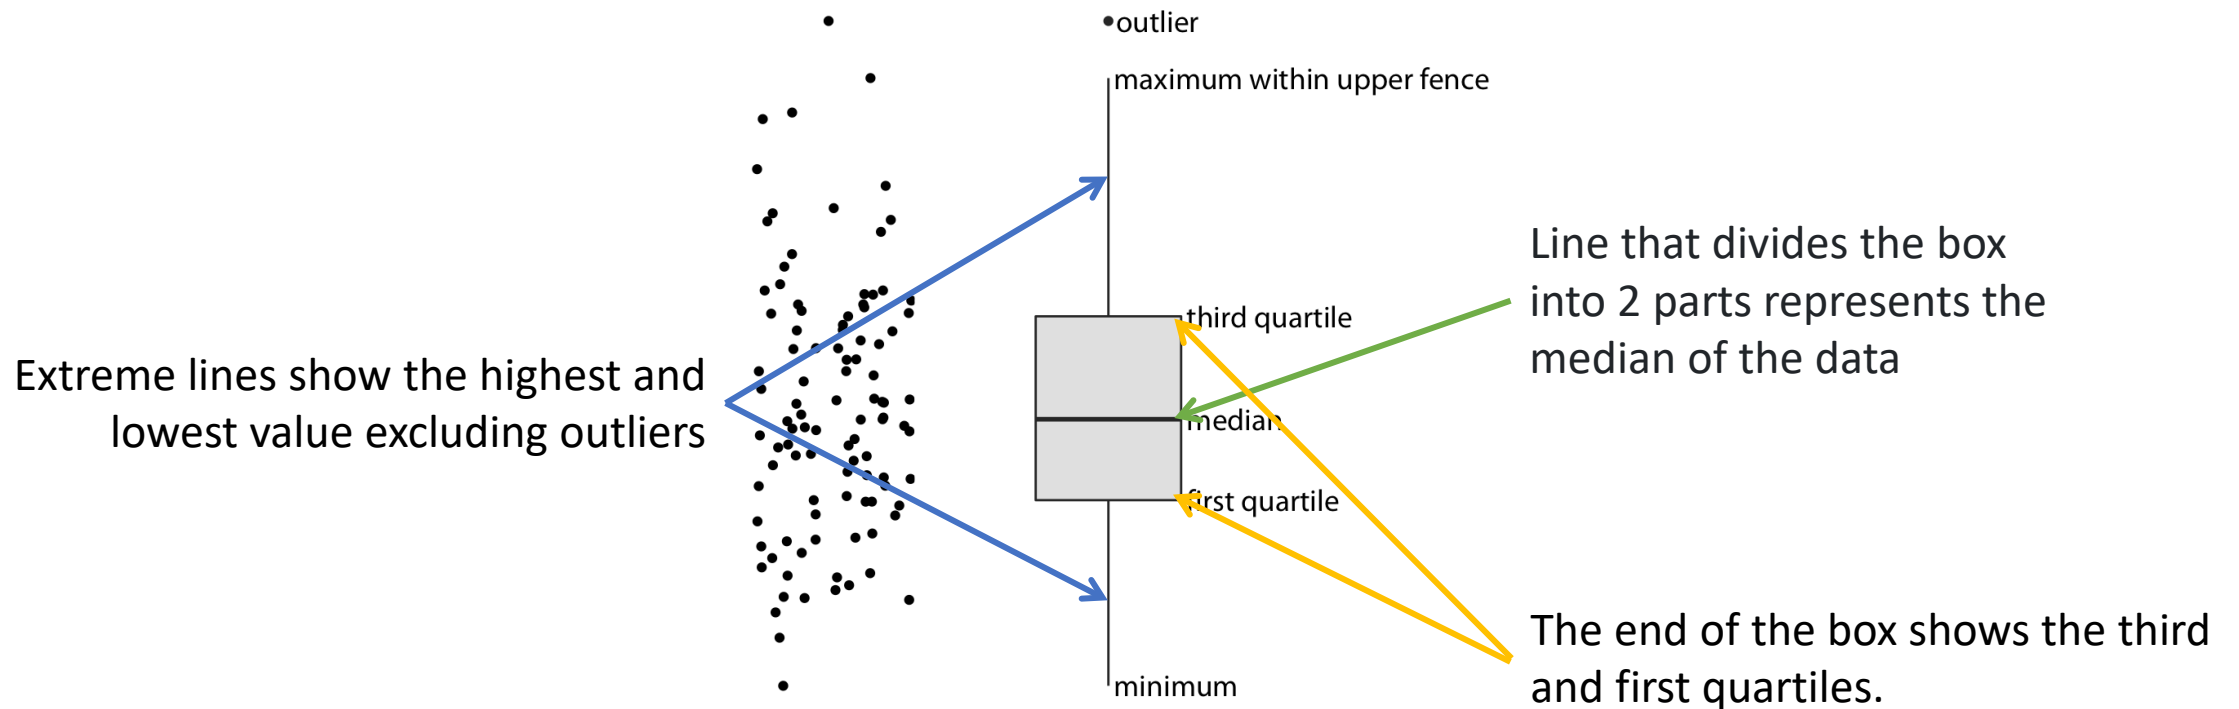 outlier
maximum within upper fence
Line that divides the box
into 2 parts represents the
median of the data
third quartile
Extreme lines show the highest and
lowest value excluding outliers
median
first quartile
The end of the box shows the third
and first quartiles.
minimum